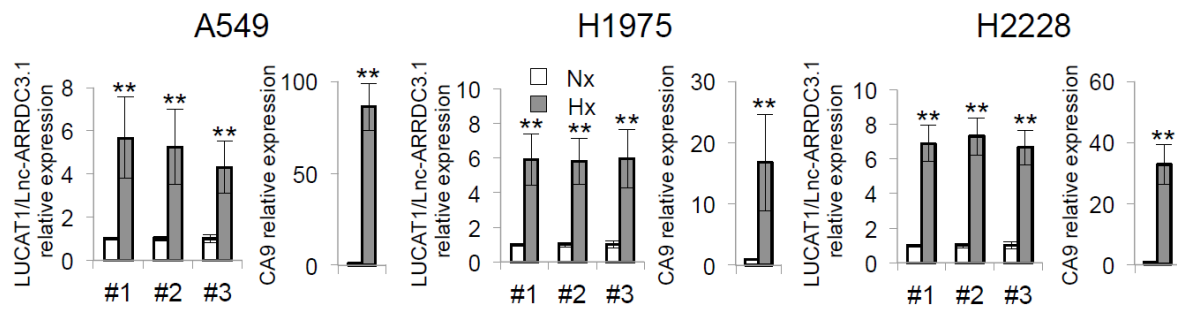 A549
H1975
H2228
LUCAT1/Lnc-ARRDC3.1
relative expression
8
6
4
2
0
**
**
**
#1 #2 #3
CA9 relative expression
100
50
0
**
LUCAT1/Lnc-ARRDC3.1
relative expression
10
8
6
4
2
0
Nx
Hx
**
**
**
#1 #2 #3
CA9 relative expression
30
20
10
0
**
LUCAT1/Lnc-ARRDC3.1
relative expression
10
8
6
4
2
0
**
**
**
#1 #2 #3
CA9 relative expression
60
40
20
0
**